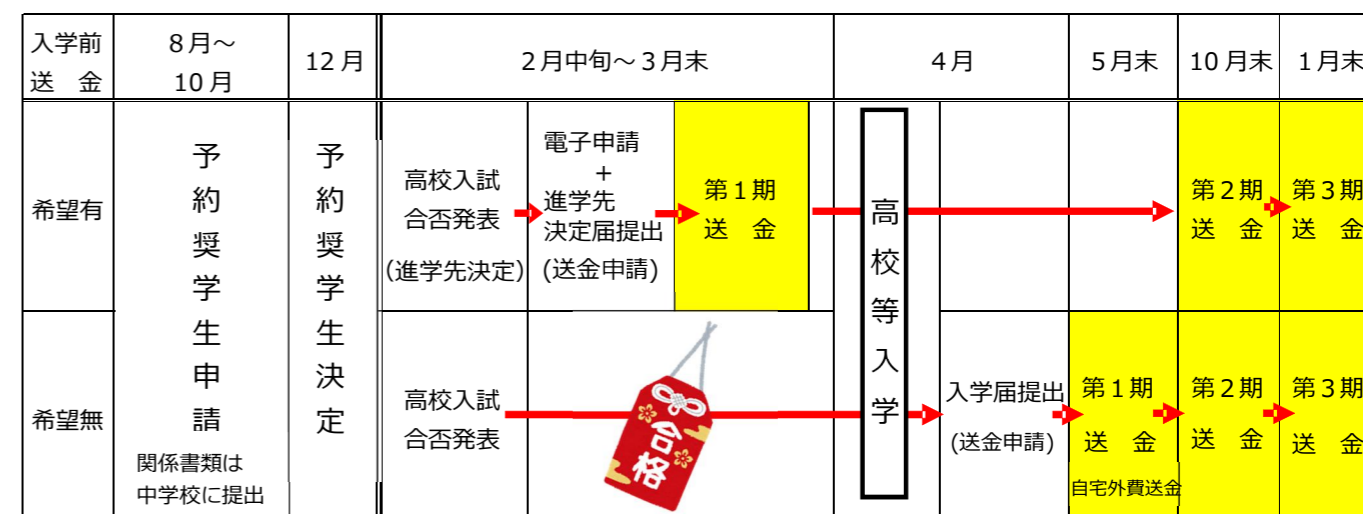 入学前
送　金
8月～
10月
12月
2月中旬～3月末
4月
5月末
10月末
1月末
希望有
予約奨学生申請
関係書類は
中学校に提出
予約奨学生決定
高校入試
合否発表
(進学先決定)
電子申請
+
進学先
決定届提出
(送金申請)
第1期
送　金
高校等入学
第2期
送　金
第3期
送　金
希望無
高校入試
合否発表
合格
入学届提出
(送金申請)
第1期
送　金
自宅外費送金
第2期
送　金
第3期
送　金